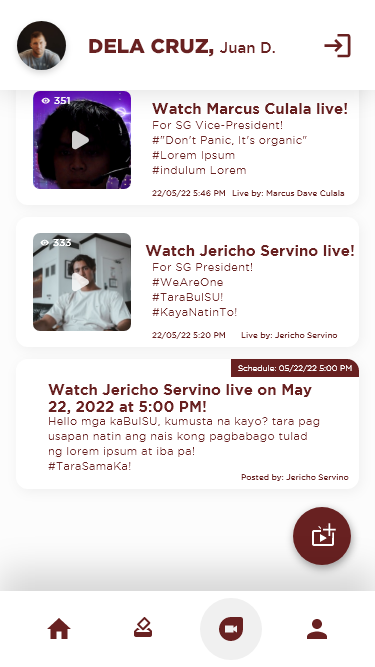 DELA CRUZ, Juan D.
351
Watch Marcus Culala live!
For SG Vice-President!
#"Don't Panic, It's organic"
#Lorem Ipsum
#indulum Lorem
22/05/22 5:46 PM Live by: Marcus Dave Culala
333
Watch Jericho Servino live!
For SG President!
#WeAreOne
#TaraBulSU!
#KayaNatinTo!
22/05/22 5:20 PM Live by: Jericho Servino
Schedule: 05/22/22 5:00 PM
Watch Jericho Servino live on May
22, 2022 at 5:00 PM!
Hello mga kaBulSU, kumusta na kayo? tara pag
usapan natin ang nais kong pagbabago tulad
ng lorem ipsum at iba pa!
#TaraSamaKa!
Posted by: Jericho Servino